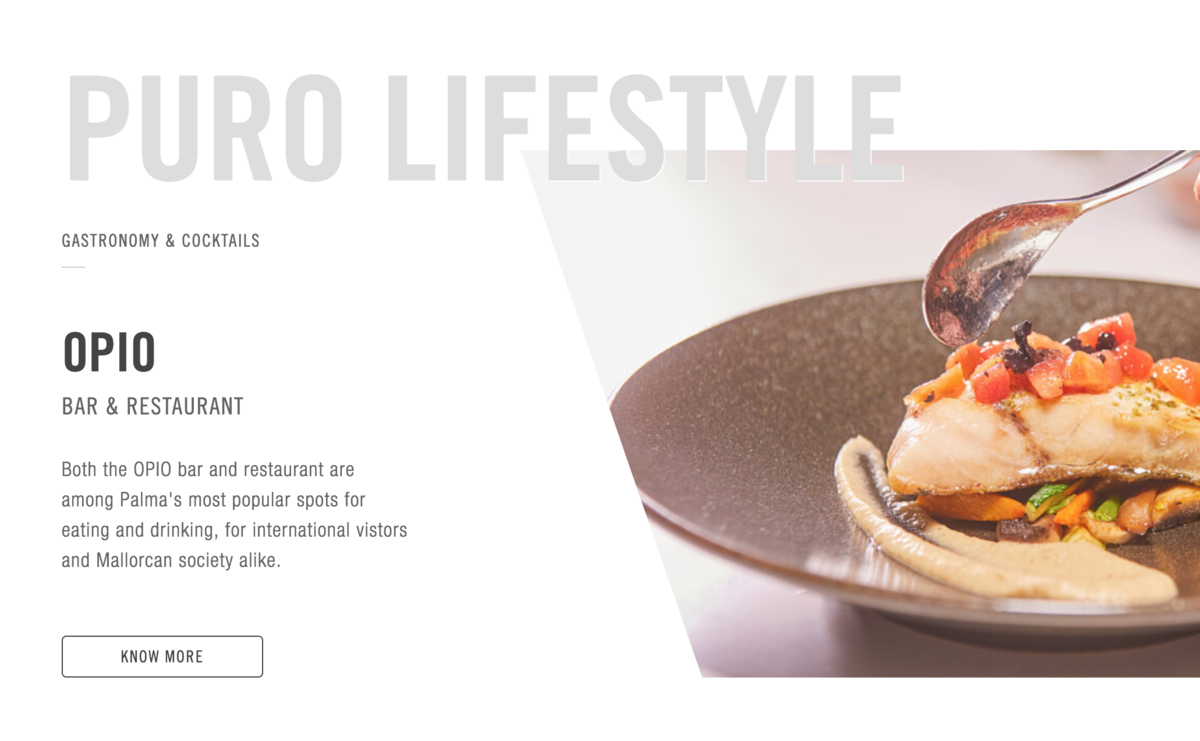 PURO LIFESTYLE
GASTRONOMY & COCKTAILS
OPIO
BAR & RESTAURANT
Both the OPIO bar and restaurant are
among Palma's most popular spots for
eating and drinking, for international vistors
and Mallorcan society alike.
KNOW MORE